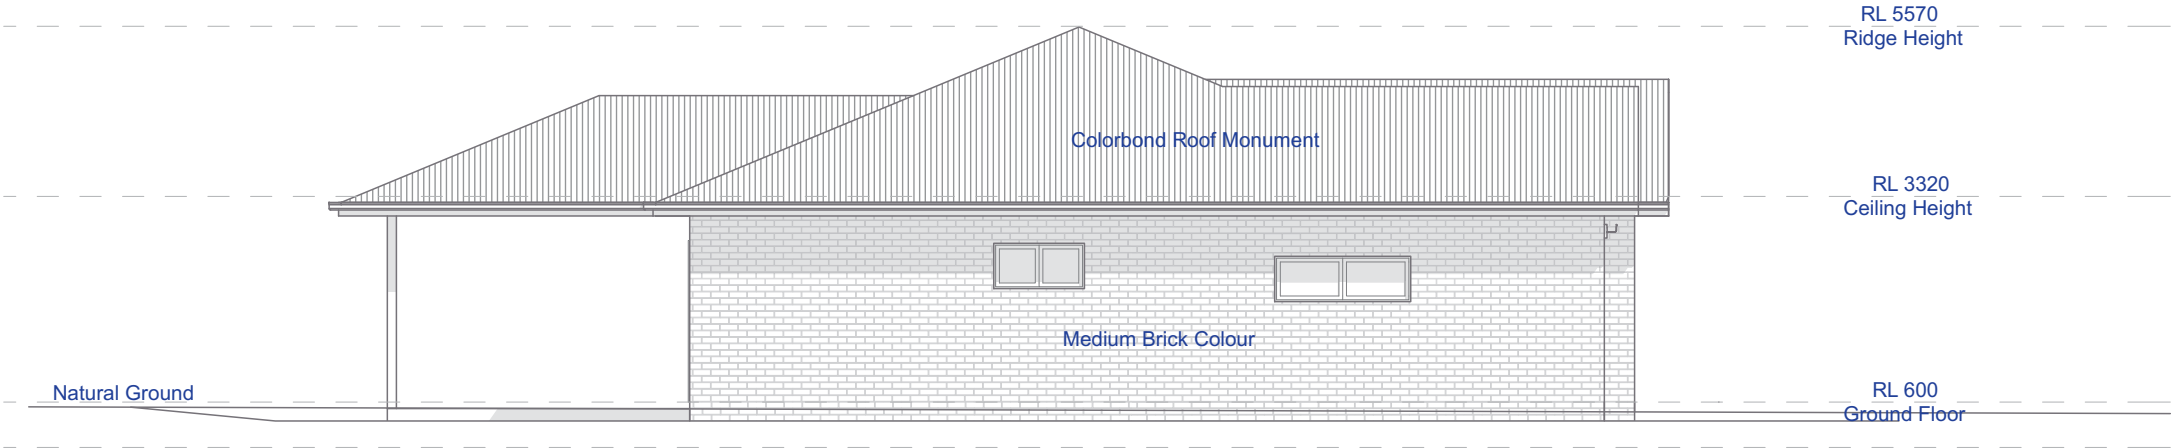 RL 5570
Ridge Height
Colorbond Roof Monument
RL 3320
Ceiling Height
Medium Brick Colour
Natural Ground
RL 600
Ground Floor